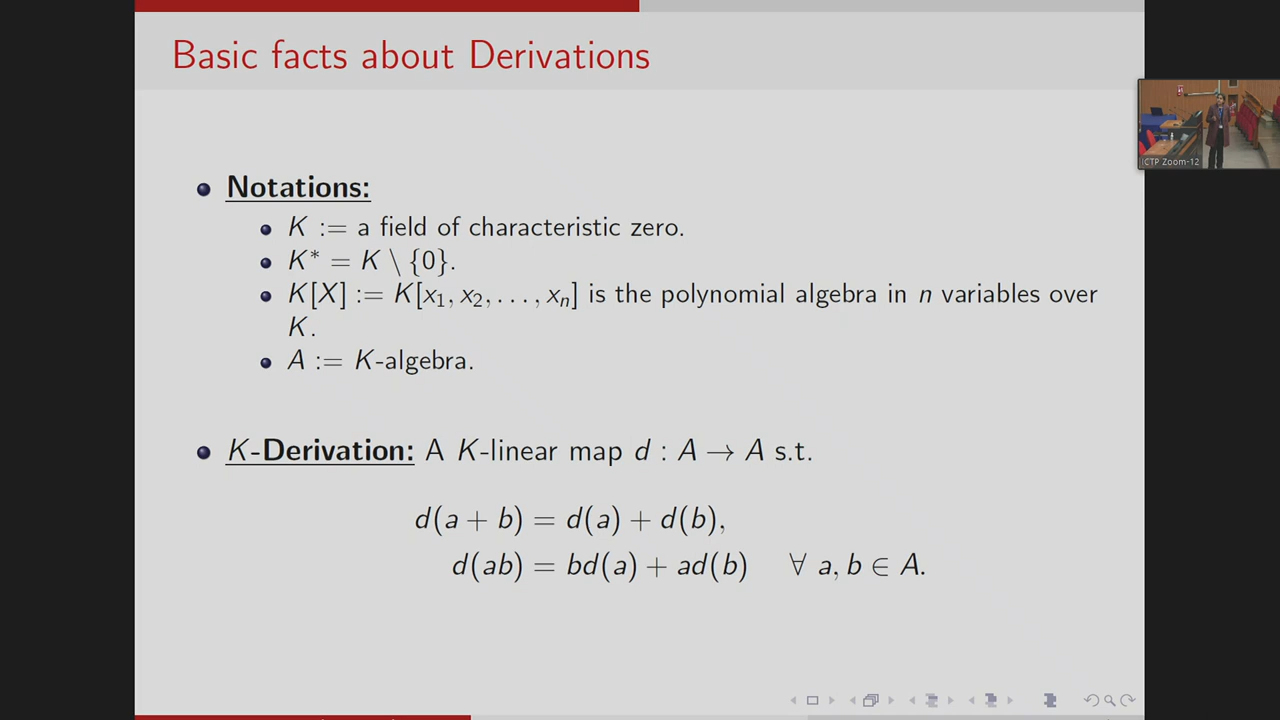 Basic facts about Derivations
Notations:
K := a field of characteristic zero.
K* = K \ {0}.
K[X] := K[x₁, x₂, . . . , xₙ] is the polynomial algebra in n variables over
K.
A := K-algebra.
K-Derivation: A K-linear map d : A → A s.t.
d(a + b) = d(a) + d(b),
d(ab) = bd(a) + ad(b) ∀ a, b ∈ A.
ICTP Zoom-12